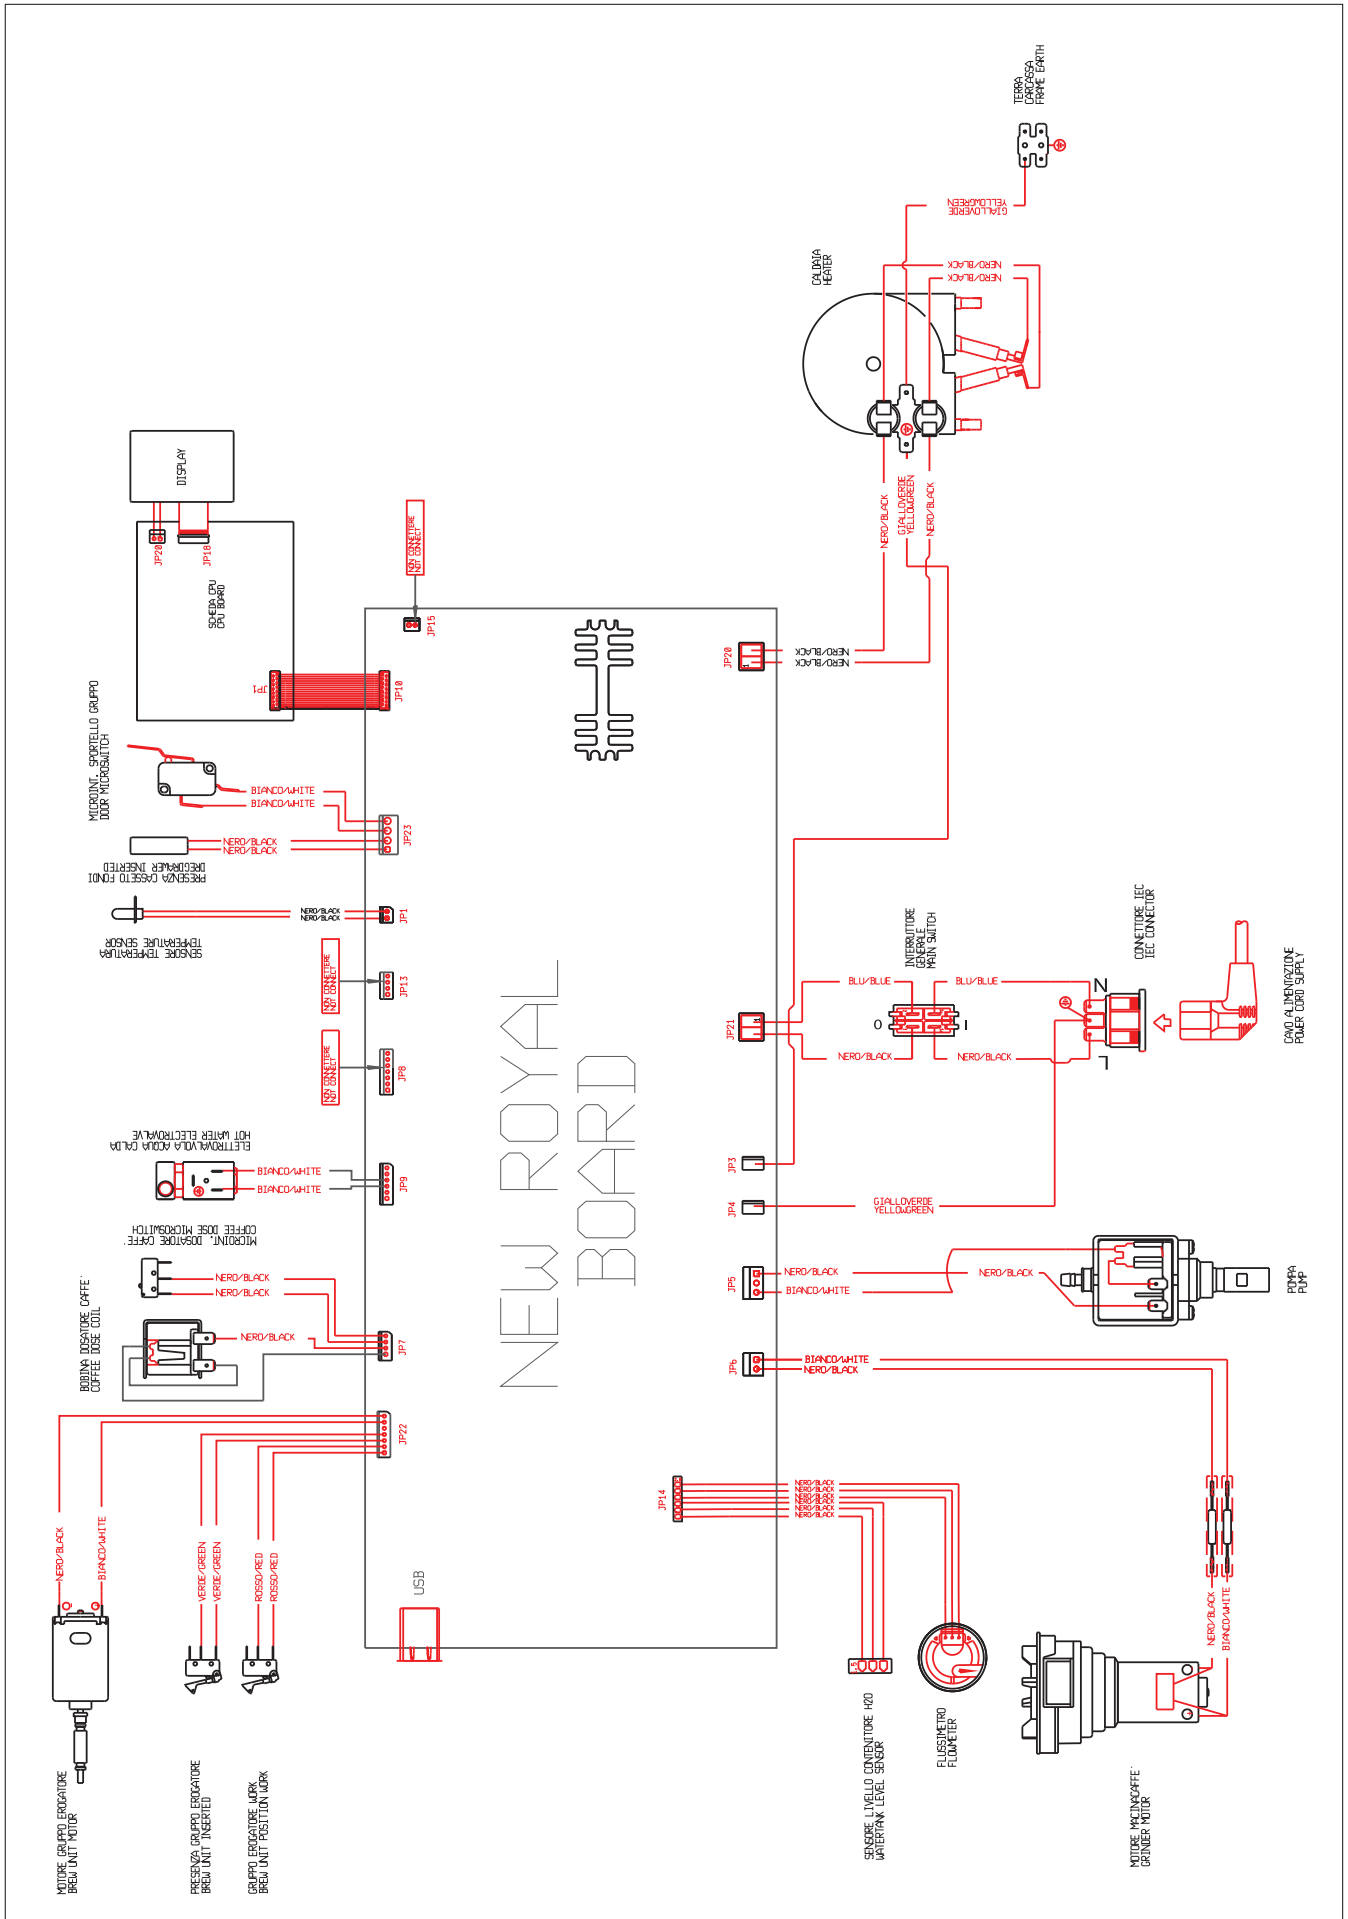 TERRA
CARCASSA
FRAME EARTH
GIALLOVERDE
YELLOWGREEN
CALDAIA
HEATER
NERO/BLACK
NERO/BLACK
NERO/BLACK
GIALLOVERDE
YELLOWGREEN
NERO/BLACK
DISPLAY
JP20
JP18
SCHEDA CPU
CPU BOARD
JP1
JP10
NON CONNETTERE
NOT CONNECT
JP15
JP20
1
NERO/BLACK
NERO/BLACK
MICROINT. SPORTELLO GRUPPO
DOOR MICROSWITCH
BIANCO/WHITE
BIANCO/WHITE
NERO/BLACK
NERO/BLACK
JP23
PRESENZA CASSETO FONDI
DREGDRAWER INSERTED
NERO/BLACK
NERO/BLACK
JP1
SENSORE TEMPERATURA
TEMPERATURE SENSOR
NON CONNETTERE
NOT CONNECT
JP13
NON CONNETTERE
NOT CONNECT
JP8
NEW ROYAL
BOARD
INTERRUTTORE
GENERALE
MAIN SWITCH
CONNETTORE IEC
IEC CONNECTOR
CAVO ALIMENTAZIONE
POWER CORD SUPPLY
BLU/BLUE
BLU/BLUE
N
JP21
1
O
I
NERO/BLACK
NERO/BLACK
L
ELETTROVALVOLA ACQUA CALDA
HOT WATER ELECTROVALVE
BIANCO/WHITE
BIANCO/WHITE
JP9
JP3
JP4
GIALLOVERDE
YELLOWGREEN
MICROINT. DOSATORE CAFFE'
COFFEE DOSE MICROSWITCH
NERO/BLACK
NERO/BLACK
JP5
NERO/BLACK
BIANCO/WHITE
NERO/BLACK
POMPA
PUMP
BOBINA DOSATORE CAFFE'
COFFEE DOSE COIL
NERO/BLACK
JP7
JP6
BIANCO/WHITE
NERO/BLACK
JP22
JP14
NERO/BLACK
NERO/BLACK
NERO/BLACK
NERO/BLACK
NERO/BLACK
NERO/BLACK
NERO/BLACK
BIANCO/WHITE
VERDE/GREEN
VERDE/GREEN
ROSSO/RED
ROSSO/RED
USB
NERO/BLACK
BIANCO/WHITE
MOTORE GRUPPO EROGATORE
BREW UNIT MOTOR
PRESENZA GRUPPO EROGATORE
BREW UNIT INSERTED
GRUPPO EROGATORE WORK
BREW UNIT POSITION WORK
SENSORE LIVELLO CONTENITORE H2O
WATERTANK LEVEL SENSOR
FLUSSIMETRO
FLOWMETER
MOTORE MACINACAFFE'
GRINDER MOTOR